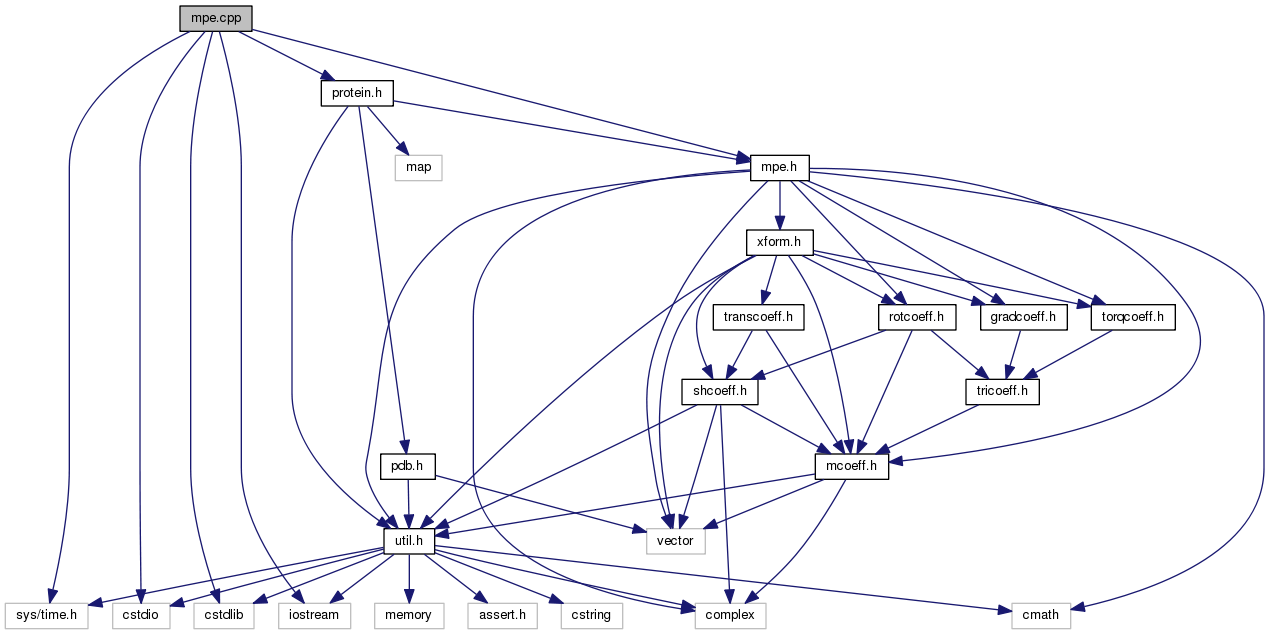 mpe.cpp
protein.h
map
mpe.h
xform.h
transcoeff.h
rotcoeff.h
gradcoeff.h
torqcoeff.h
shcoeff.h
tricoeff.h
pdb.h
mcoeff.h
util.h
vector
sys/time.h
cstdio
cstdlib
iostream
memory
assert.h
cstring
complex
cmath